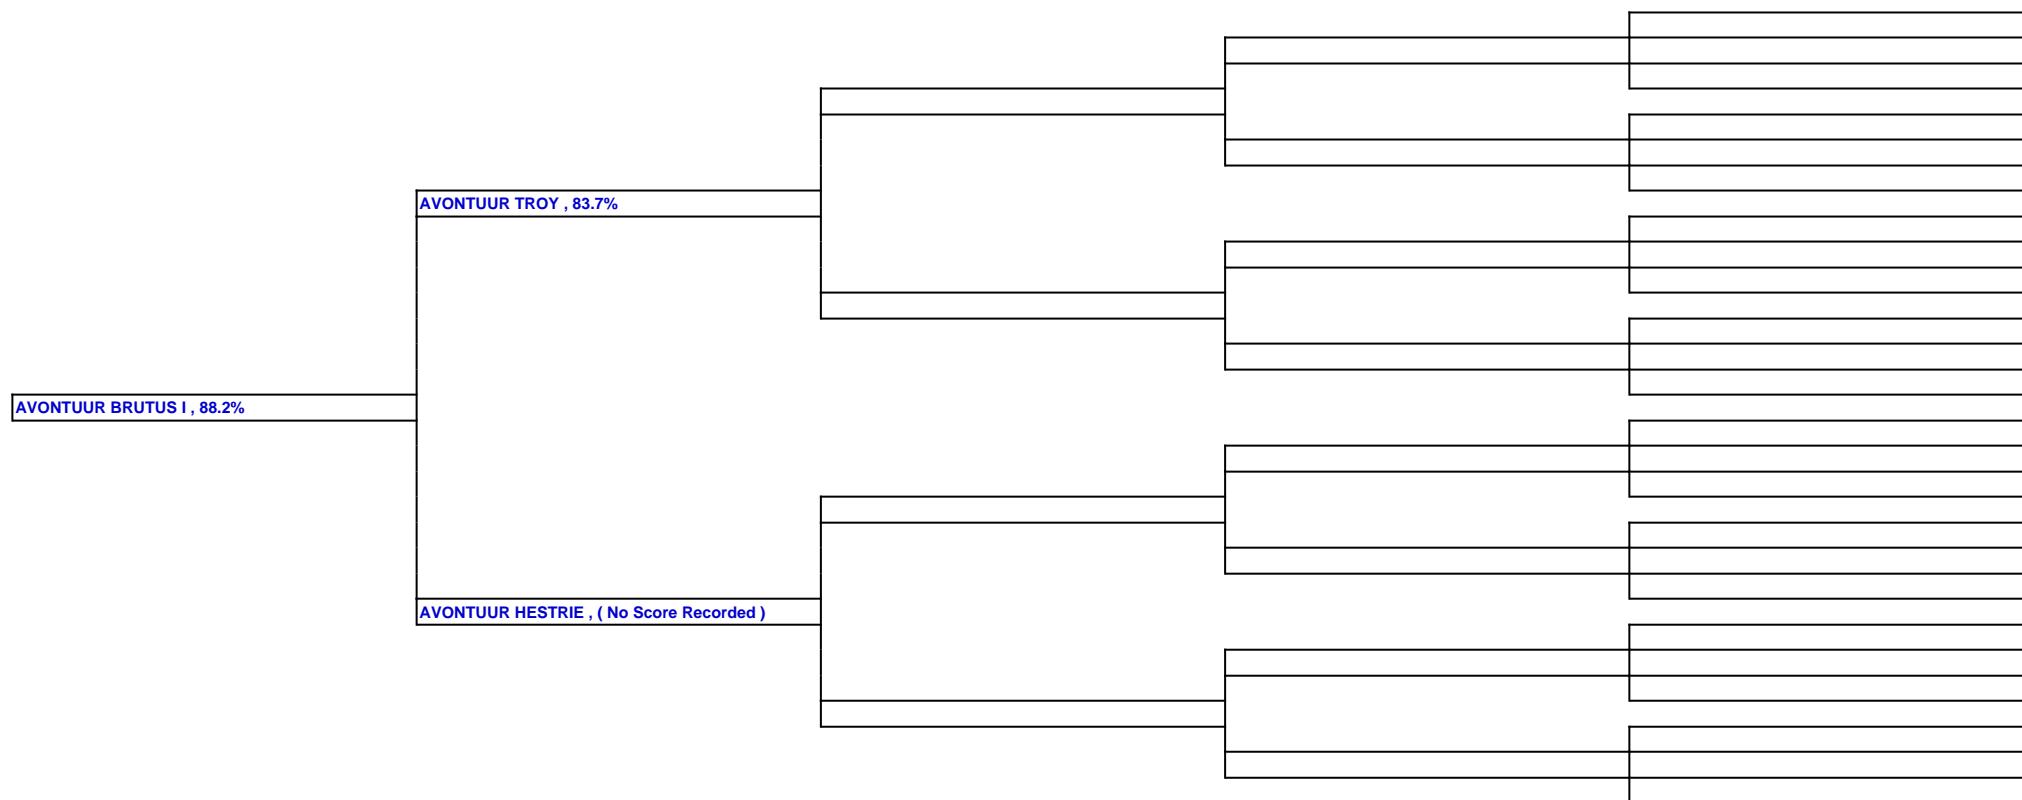 AVONTUUR TROY , 83.7%
AVONTUUR BRUTUS I , 88.2%
AVONTUUR HESTRIE , ( No Score Recorded )